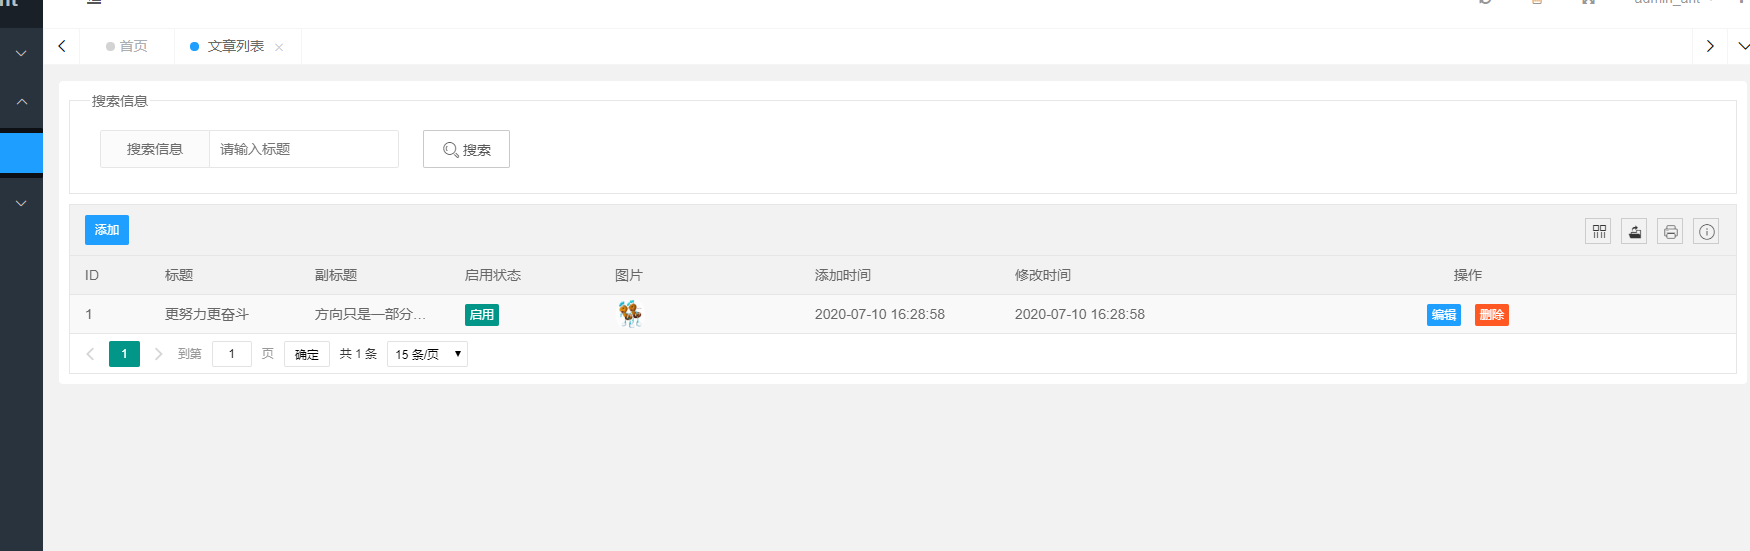 首页 文章列表
搜索信息
搜索信息 请输入标题 搜索
添加
ID 标题 副标题 启用状态 图片 添加时间 修改时间 操作
1 更努力更奋斗 方向只是一部分... 启用 2020-07-10 16:28:58 2020-07-10 16:28:58 编辑 删除
1 到第 1 页 确定 共 1 条 15 条/页